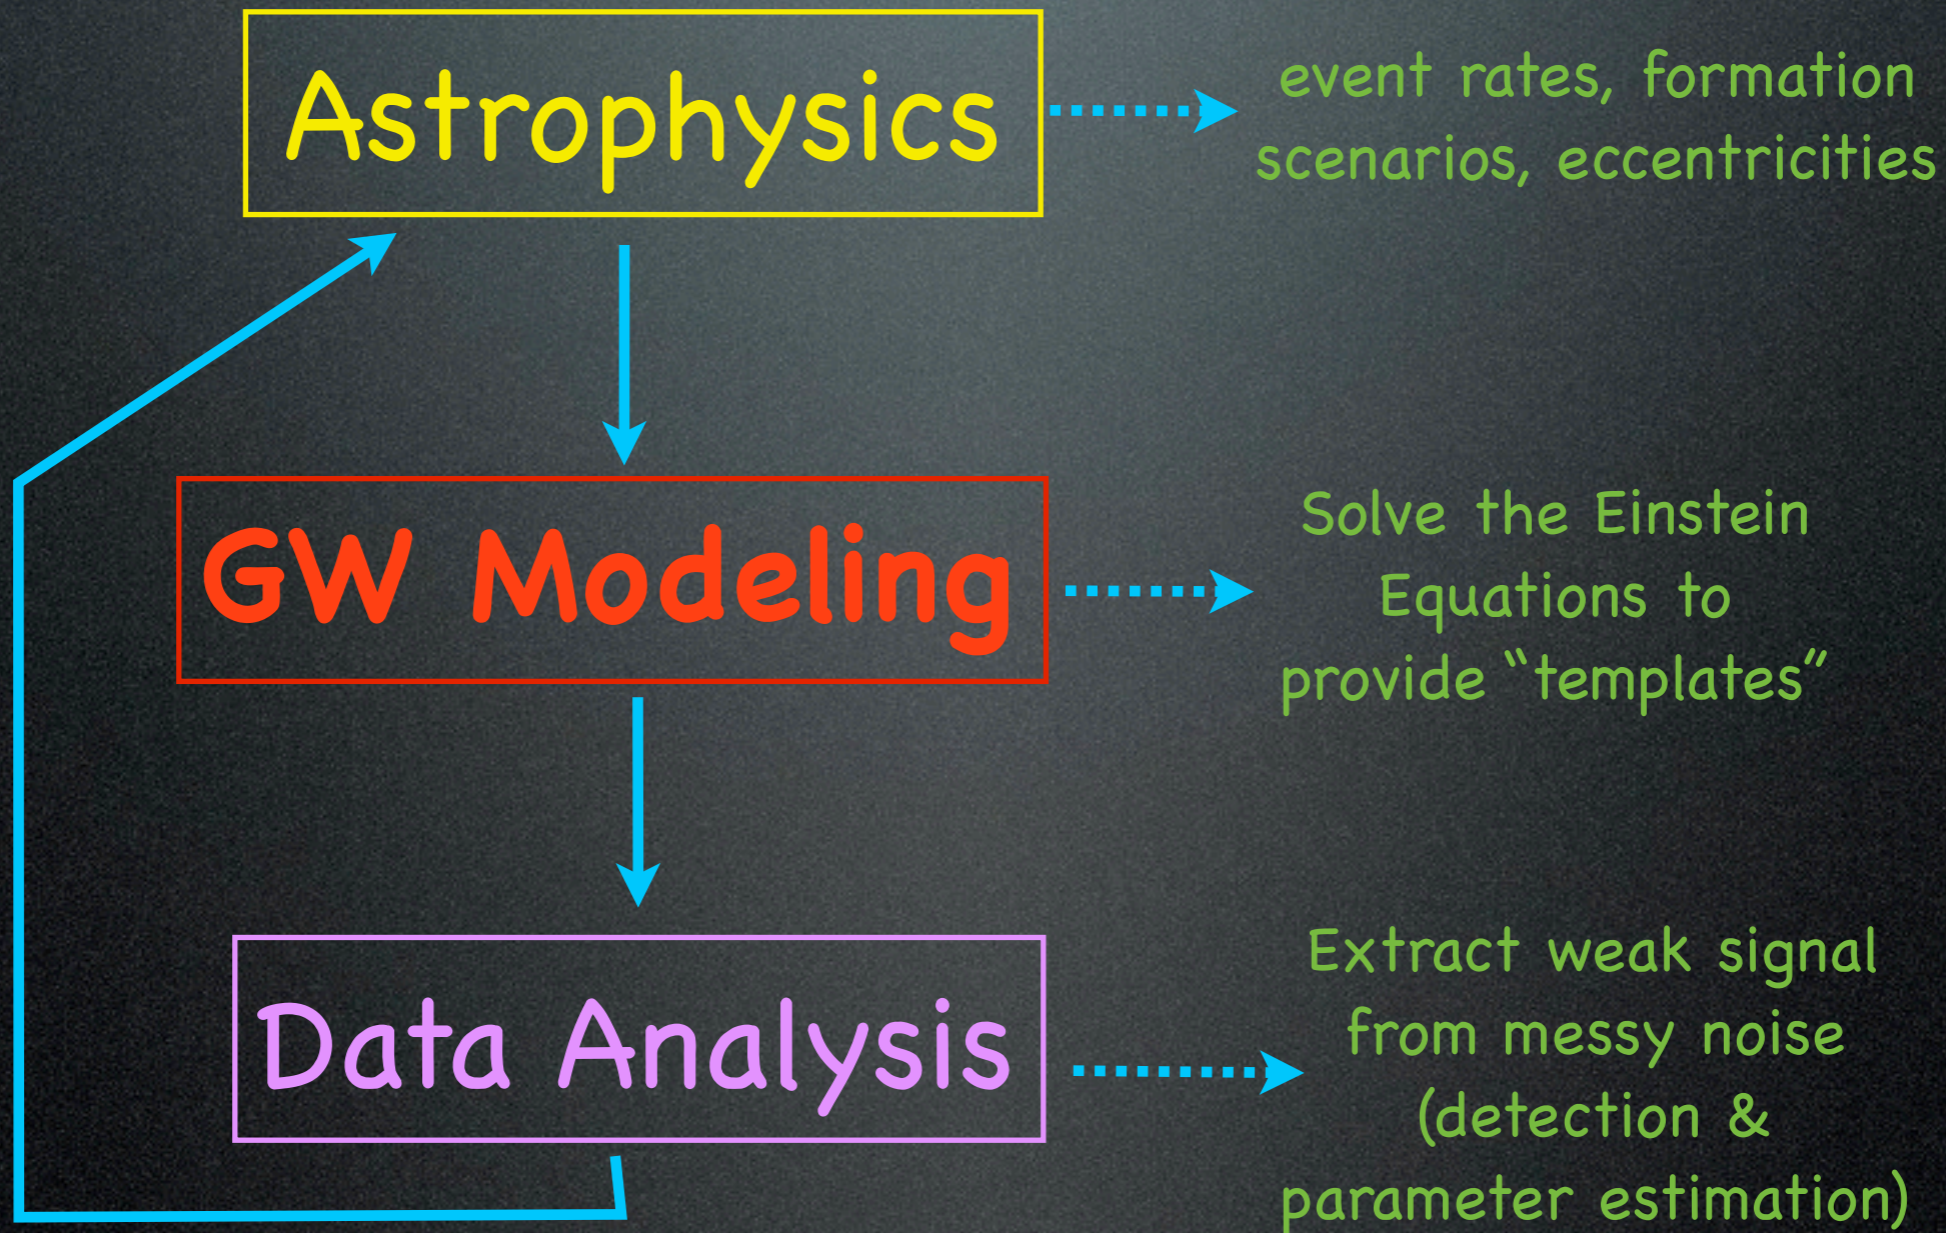 Astrophysics
event rates, formation
scenarios, eccentricities
GW Modeling
Solve the Einstein
Equations to
provide “templates”
Data Analysis
Extract weak signal
from messy noise
(detection &
parameter estimation)